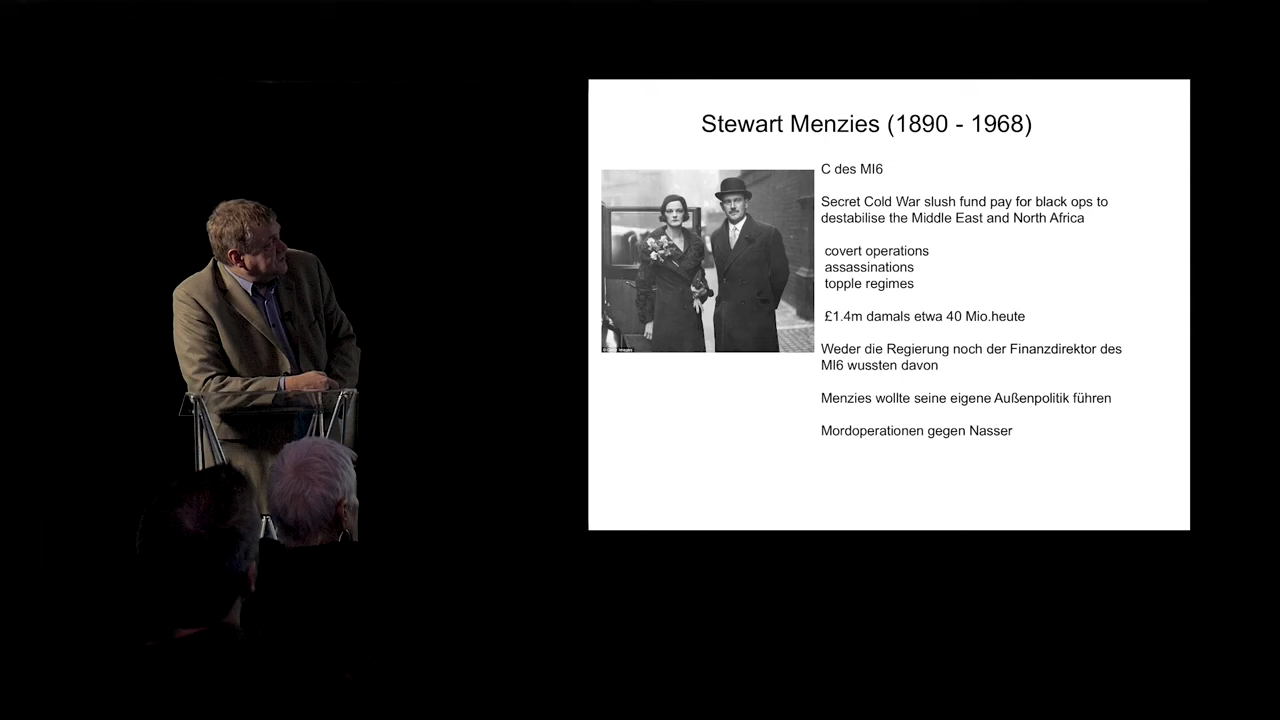 Stewart Menzies (1890 - 1968)
C des MI6
Secret Cold War slush fund pay for black ops to
destabilise the Middle East and North Africa
covert operations
assassinations
topple regimes
£1.4m damals etwa 40 Mio.heute
Weder die Regierung noch der Finanzdirektor des
MI6 wussten davon
Menzies wollte seine eigene Außenpolitik führen
Mordoperationen gegen Nasser